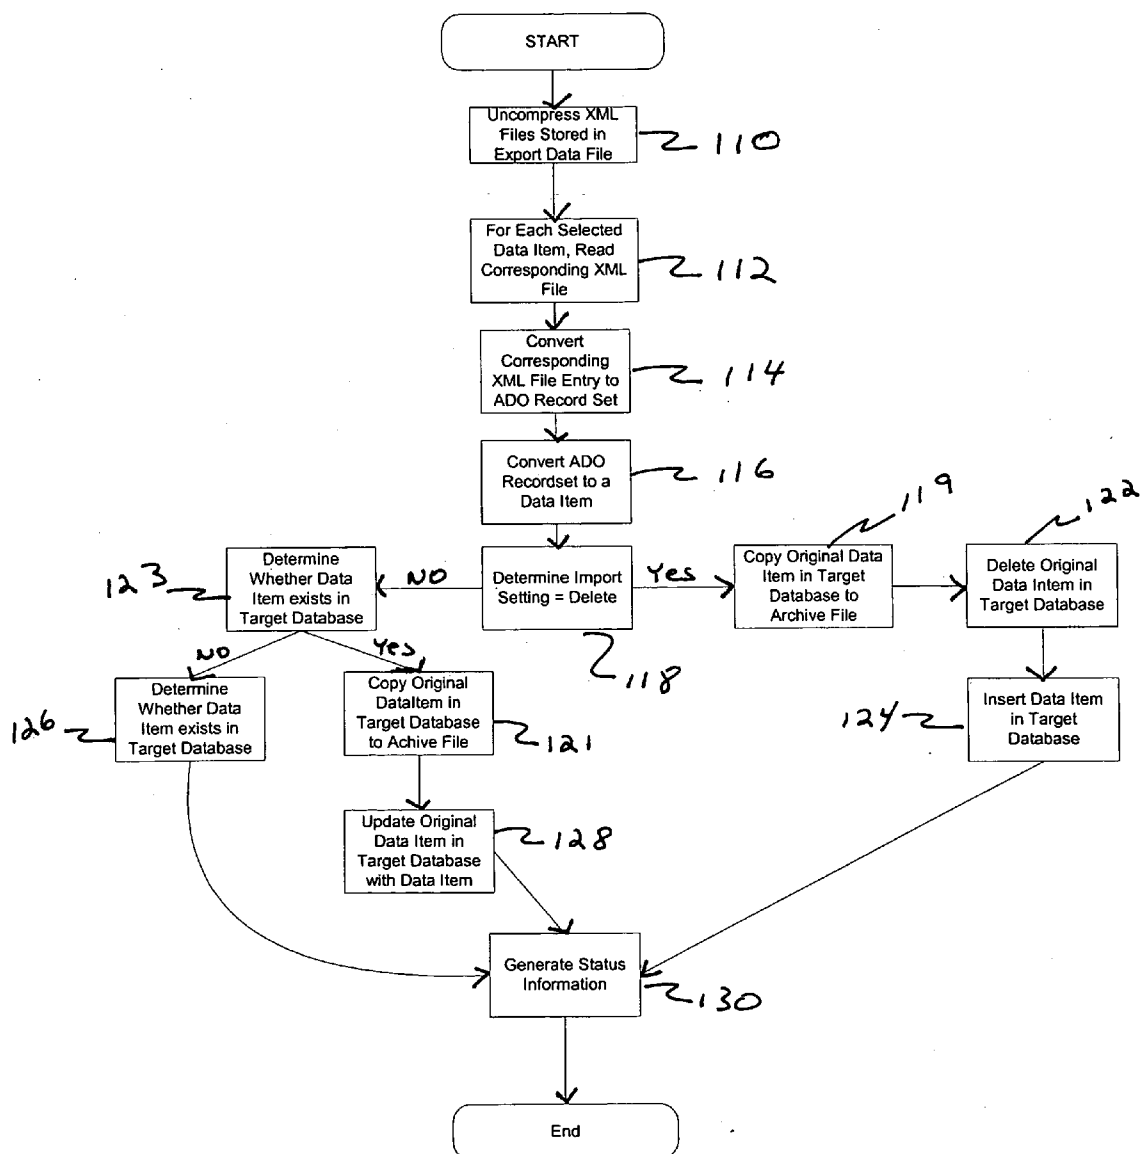 START
Uncompress XML
Files Stored in
Export Data File
110
For Each Selected
Data Item, Read
Corresponding XML
File
112
Convert
Corresponding
XML File Entry to
ADO Record Set
114
Convert ADO
Recordset to a
Data Item
116
Determine Import
Setting = Delete
118
NO
Yes
Copy Original Data
Item in Target
Database to
Archive File
119
Delete Original
Data Intem in
Target Database
122
Insert Data Item
in Target
Database
124
Determine
Whether Data
Item exists in
Target Database
123
NO
Yes
Determine
Whether Data
Item exists in
Target Database
126
Copy Original
DataItem in
Target Database
to Achive File
121
Update Original
Data Item in
Target Database
with Data Item
128
Generate Status
Information
130
End